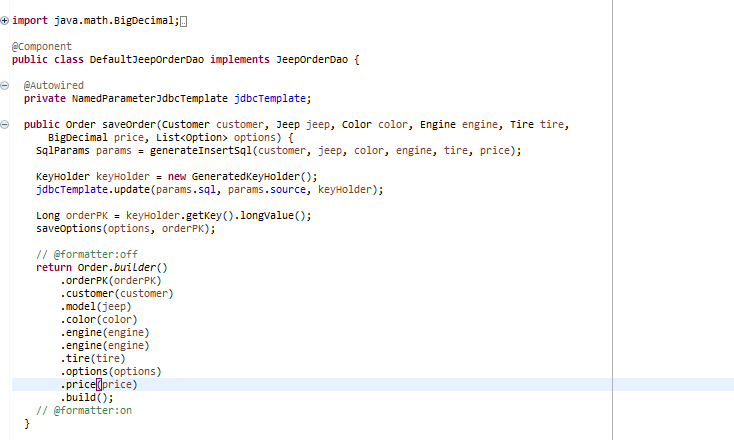 import java.math.BigDecimal;
@Component
public class DefaultJeepOrderDao implements JeepOrderDao {
@Autowired
private NamedParameterJdbcTemplate jdbcTemplate;
public Order saveOrder(Customer customer, Jeep jeep, Color color, Engine engine, Tire tire,
BigDecimal price, List<Option> options) {
SqlParams params = generateInsertSql(customer, jeep, color, engine, tire, price);
KeyHolder keyHolder = new GeneratedKeyHolder();
jdbcTemplate.update(params.sql, params.source, keyHolder);
Long orderPK = keyHolder.getKey().longValue();
saveOptions(options, orderPK);
// @formatter:off
return Order.builder()
.orderPK(orderPK)
.customer(customer)
.model(jeep)
.color(color)
.engine(engine)
.engine(engine)
.tire(tire)
.options(options)
.price(price)
.build();
// @formatter:on
}